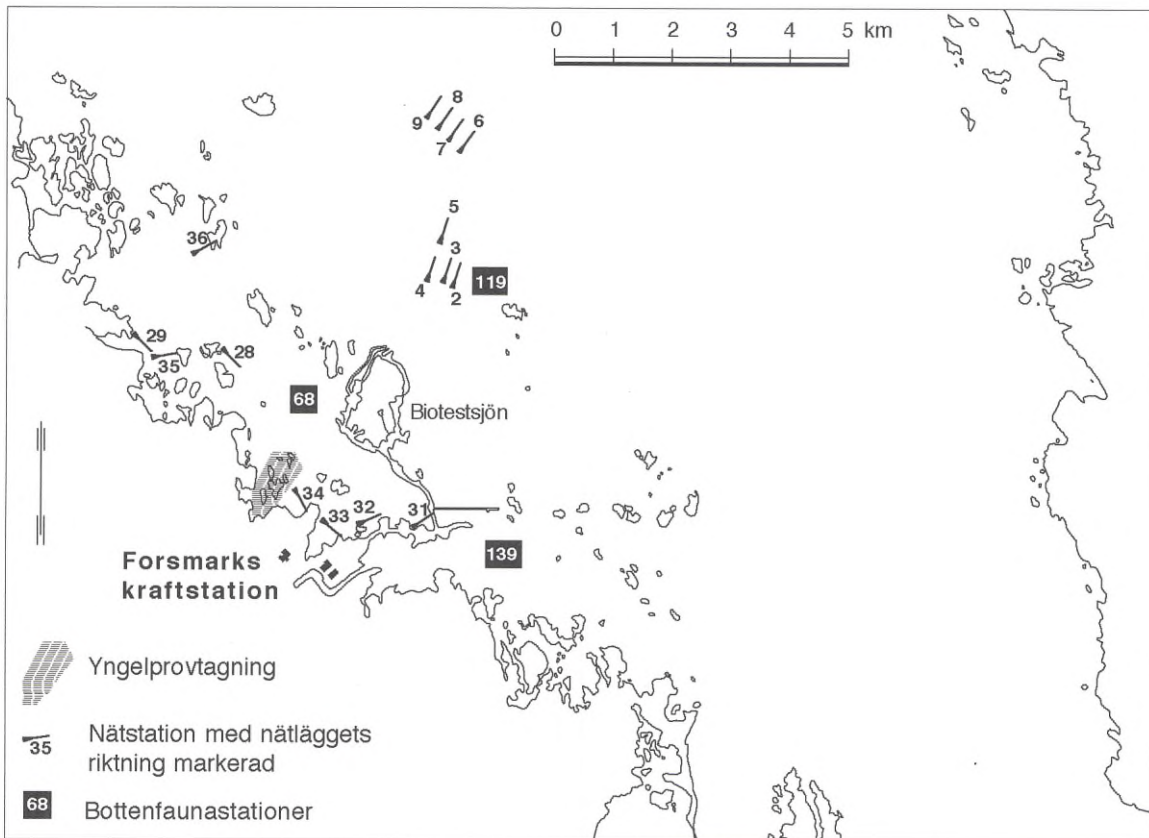 0 1 2 3 4 5 km
8
9
6
7
5
3
4
2
119
36
29
35
28
68
Biotestsjön
34
33
32
31
139
Forsmarks
kraftstation
Yngelprovtagning
35
Nätstation med nätläggets
riktning markerad
68
Bottenfaunastationer